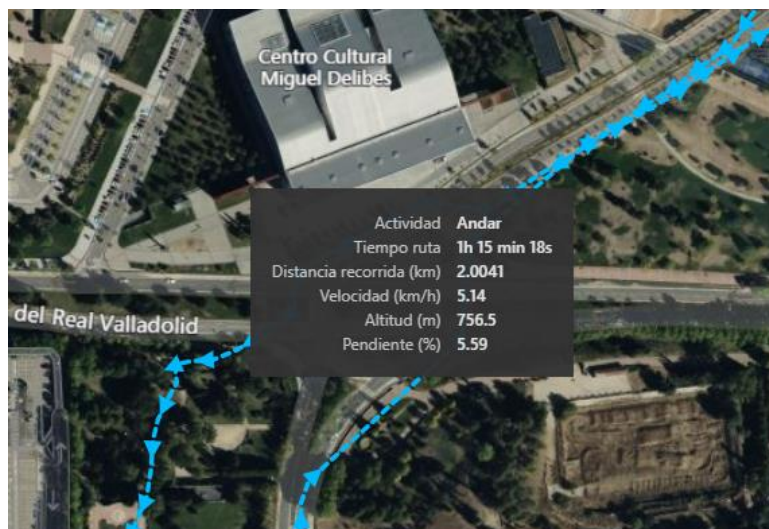 Centro Cultural
Miguel Delibes
Actividad Andar
Tiempo ruta 1h 15 min 18s
Distancia recorrida (km) 2.0041
Velocidad (km/h) 5.14
Altitud (m) 756.5
Pendiente (%) 5.59
del Real Valladolid